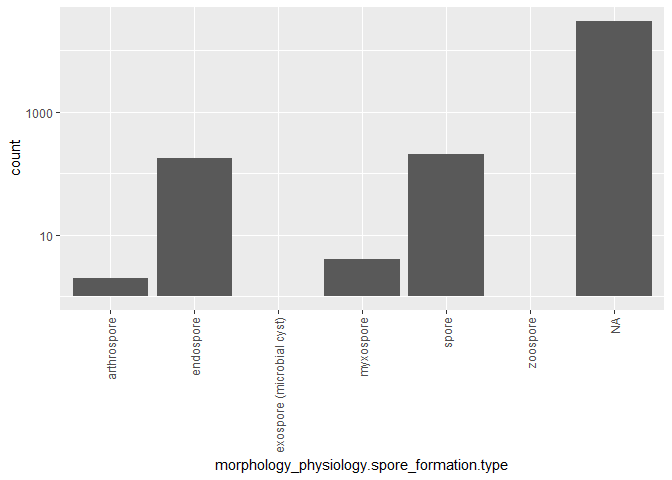 count
1000
10
arthrospore
endospore
exospore (microbial cyst)
myxospore
spore
zoospore
NA
morphology_physiology.spore_formation.type